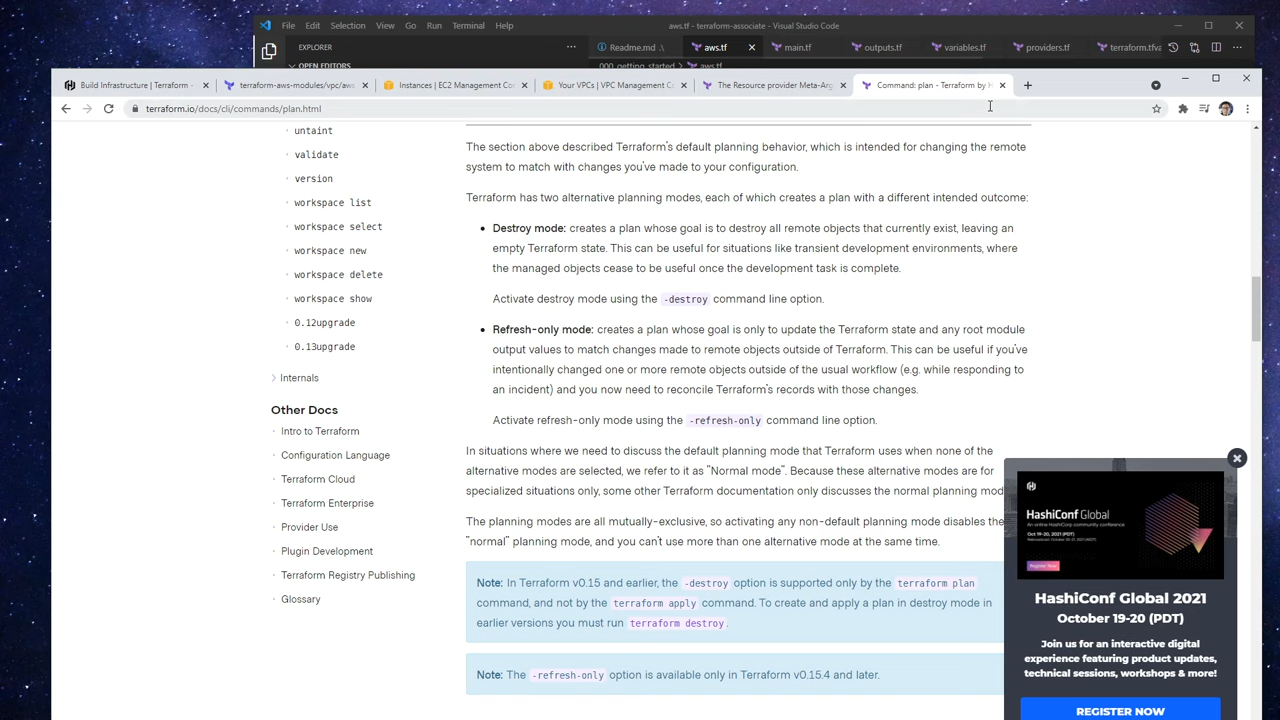 File Edit Selection View Go Run Terminal Help aws.tf - terraform-associate - Visual Studio Code
EXPLORER Readme.md .\ aws.tf main.tf outputs.tf variables.tf providers.tf terraform.tfva
OPEN EDITORS 000_getting_started aws.tf
Build Infrastructure | Terraform - terraform-aws-modules/vpc/aws Instances | EC2 Management Con Your VPCs | VPC Management C The Resource provider Meta-Arg Command: plan - Terraform by H
terraform.io/docs/cli/commands/plan.html
untaint
validate
version
workspace list
workspace select
workspace new
workspace delete
workspace show
0.12upgrade
0.13upgrade
Internals
Other Docs
Intro to Terraform
Configuration Language
Terraform Cloud
Terraform Enterprise
Provider Use
Plugin Development
Terraform Registry Publishing
Glossary
The section above described Terraform's default planning behavior, which is intended for changing the remote
system to match with changes you've made to your configuration.
Terraform has two alternative planning modes, each of which creates a plan with a different intended outcome:
Destroy mode: creates a plan whose goal is to destroy all remote objects that currently exist, leaving an
empty Terraform state. This can be useful for situations like transient development environments, where
the managed objects cease to be useful once the development task is complete.
Activate destroy mode using the -destroy command line option.
Refresh-only mode: creates a plan whose goal is only to update the Terraform state and any root module
output values to match changes made to remote objects outside of Terraform. This can be useful if you've
intentionally changed one or more remote objects outside of the usual workflow (e.g. while responding to
an incident) and you now need to reconcile Terraform's records with those changes.
Activate refresh-only mode using the -refresh-only command line option.
In situations where we need to discuss the default planning mode that Terraform uses when none of the
alternative modes are selected, we refer to it as "Normal mode". Because these alternative modes are for
specialized situations only, some other Terraform documentation only discusses the normal planning mod
The planning modes are all mutually-exclusive, so activating any non-default planning mode disables the
"normal" planning mode, and you can't use more than one alternative mode at the same time.
Note: In Terraform v0.15 and earlier, the -destroy option is supported only by the terraform plan
command, and not by the terraform apply command. To create and apply a plan in destroy mode in
earlier versions you must run terraform destroy.
Note: The -refresh-only option is available only in Terraform v0.15.4 and later.
HashiConf Global
An online HashiCorp community conference
Oct 19-20, 2021 (PDT)
Register Now
HashiConf Global 2021
October 19-20 (PDT)
Join us for an interactive digital
experience featuring product updates,
technical sessions, workshops & more!
REGISTER NOW